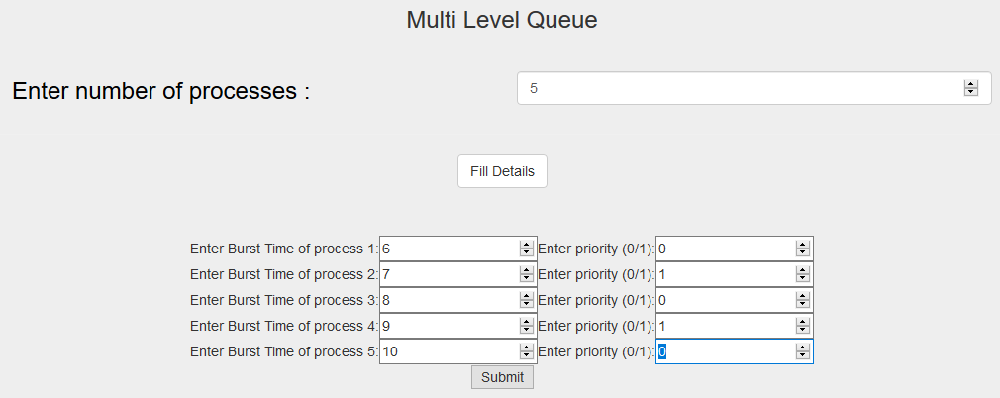 Multi Level Queue
Enter number of processes : 5
Fill Details
Enter Burst Time of process 1: 6 Enter priority (0/1): 0
Enter Burst Time of process 2: 7 Enter priority (0/1): 1
Enter Burst Time of process 3: 8 Enter priority (0/1): 0
Enter Burst Time of process 4: 9 Enter priority (0/1): 1
Enter Burst Time of process 5: 10 Enter priority (0/1): 0
Submit